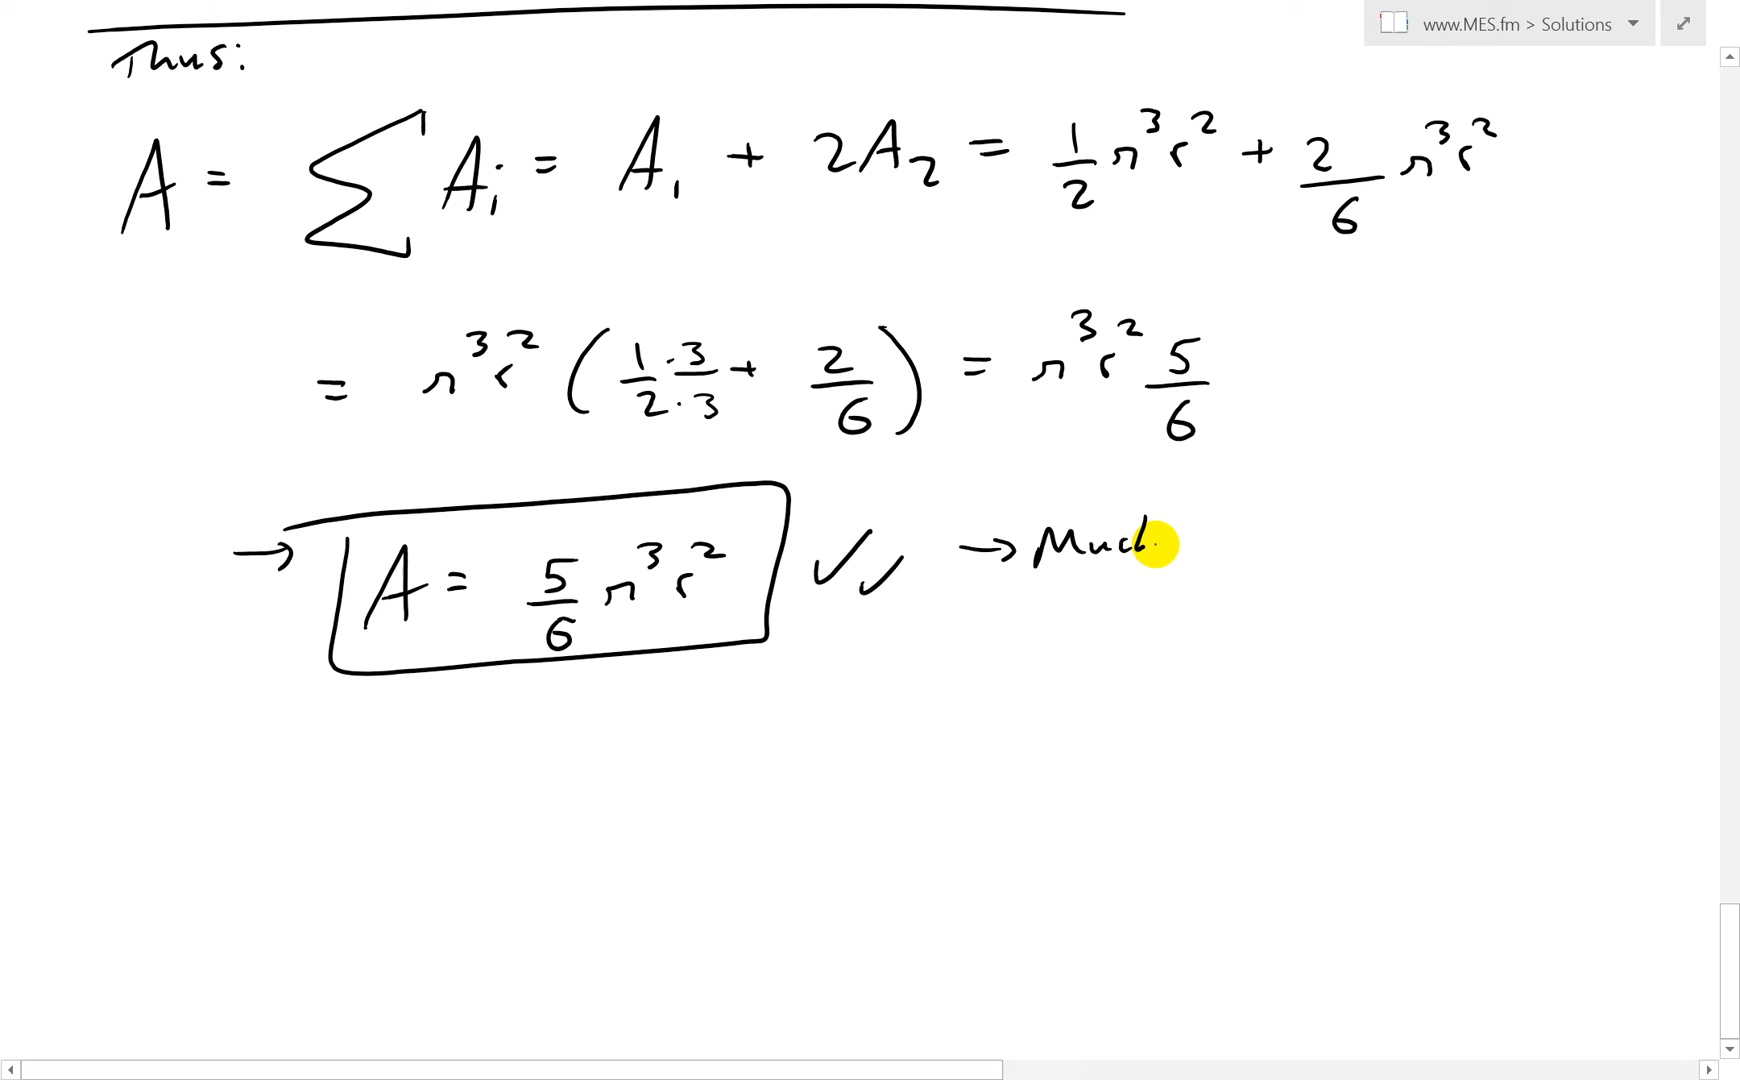 www.MES.fm > Solutions
Thus:
A = ∑ Aᵢ = A₁ + 2A₂ = 1/2 π³r² + 2/6 π³r²
= π³r² (1·3/2·3 + 2/6) = π³r² 5/6
→ A = 5/6 π³r² ✓✓ → Much